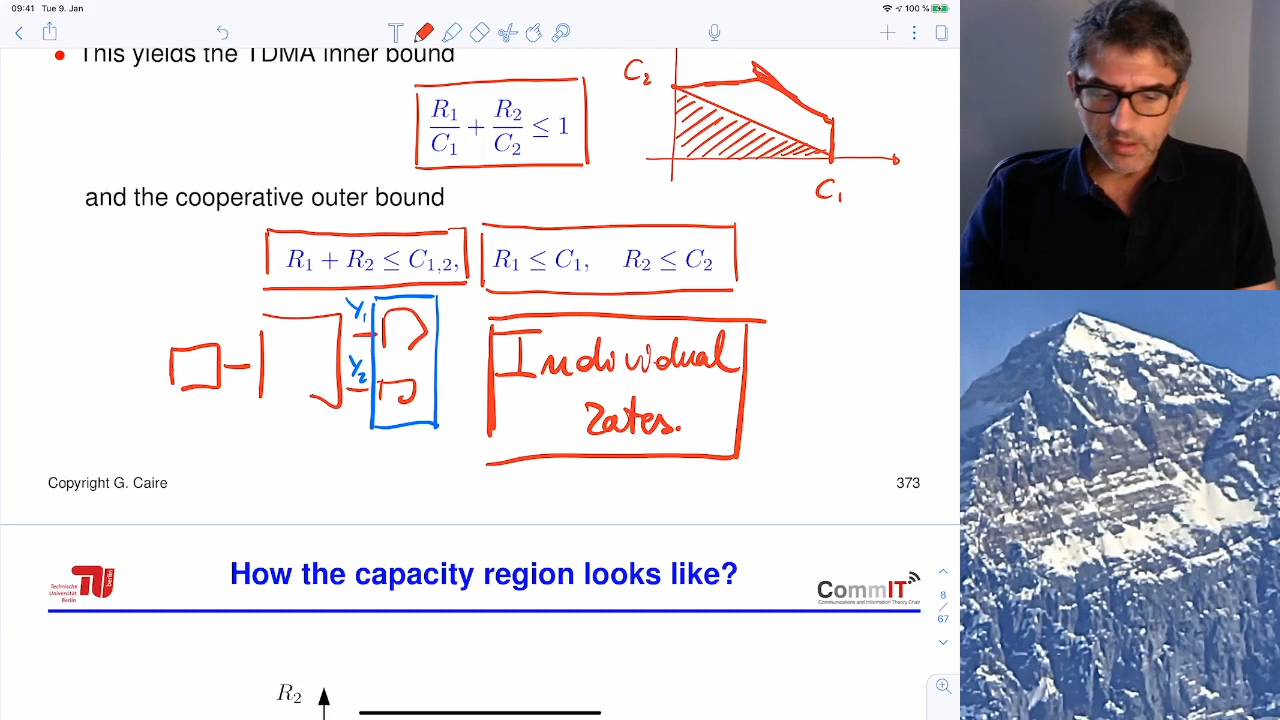 09:41 Tue 9. Jan
100 %
This yields the TDMA inner bound
R_1/C_1 + R_2/C_2 ≤ 1
C_2
C_1
and the cooperative outer bound
R_1 + R_2 ≤ C_{1,2}, R_1 ≤ C_1, R_2 ≤ C_2
Y_1
Y_2
Individual
rates.
Copyright G. Caire
373
Technische
Universität
Berlin
How the capacity region looks like?
CommIT
Communications and Information Theory Chair
8
/
67
R_2